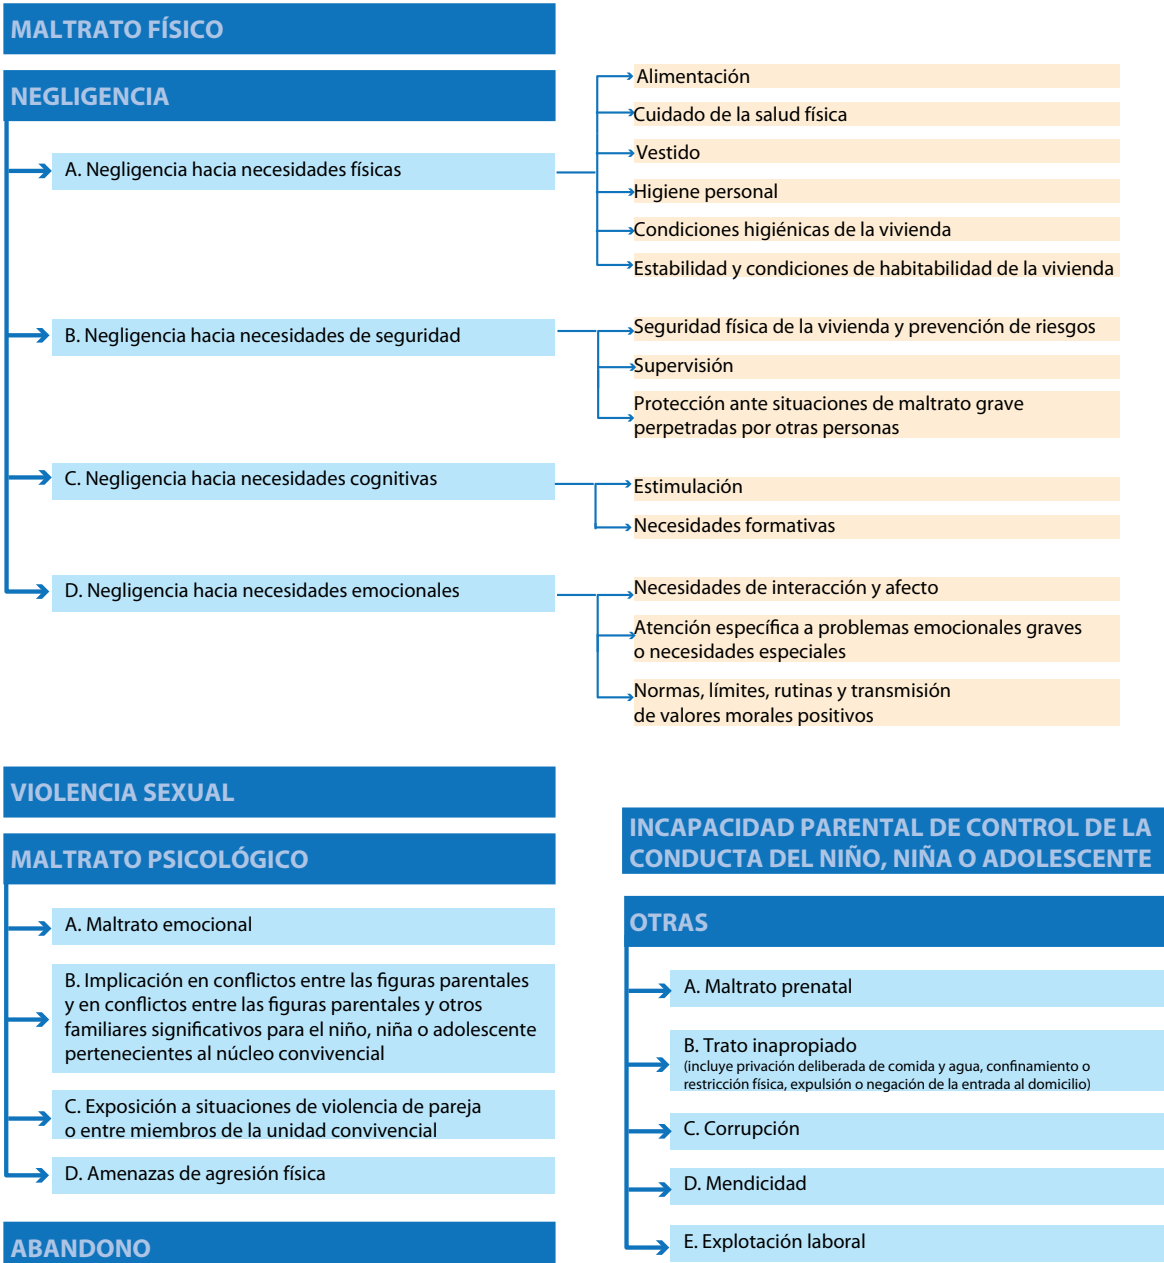 MALTRATO FÍSICO
NEGLIGENCIA
A. Negligencia hacia necesidades físicas
Alimentación
Cuidado de la salud física
Vestido
Higiene personal
Condiciones higiénicas de la vivienda
Estabilidad y condiciones de habitabilidad de la vivienda
B. Negligencia hacia necesidades de seguridad
Seguridad física de la vivienda y prevención de riesgos
Supervisión
Protección ante situaciones de maltrato grave
perpetradas por otras personas
C. Negligencia hacia necesidades cognitivas
Estimulación
Necesidades formativas
D. Negligencia hacia necesidades emocionales
Necesidades de interacción y afecto
Atención específica a problemas emocionales graves
o necesidades especiales
Normas, límites, rutinas y transmisión
de valores morales positivos
VIOLENCIA SEXUAL
MALTRATO PSICOLÓGICO
A. Maltrato emocional
B. Implicación en conflictos entre las figuras parentales
y en conflictos entre las figuras parentales y otros
familiares significativos para el niño, niña o adolescente
pertenecientes al núcleo convivencial
C. Exposición a situaciones de violencia de pareja
o entre miembros de la unidad convivencial
D. Amenazas de agresión física
ABANDONO
INCAPACIDAD PARENTAL DE CONTROL DE LA
CONDUCTA DEL NIÑO, NIÑA O ADOLESCENTE
OTRAS
A. Maltrato prenatal
B. Trato inapropiado
(incluye privación deliberada de comida y agua, confinamiento o
restricción física, expulsión o negación de la entrada al domicilio)
C. Corrupción
D. Mendicidad
E. Explotación laboral